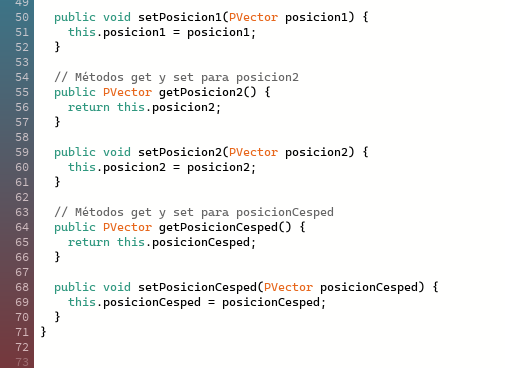 49
50 public void setPosicion1(PVector posicion1) {
51 this.posicion1 = posicion1;
52 }
53
54 // Métodos get y set para posicion2
55 public PVector getPosicion2() {
56 return this.posicion2;
57 }
58
59 public void setPosicion2(PVector posicion2) {
60 this.posicion2 = posicion2;
61 }
62
63 // Métodos get y set para posicionCesped
64 public PVector getPosicionCesped() {
65 return this.posicionCesped;
66 }
67
68 public void setPosicionCesped(PVector posicionCesped) {
69 this.posicionCesped = posicionCesped;
70 }
71 }
72
73